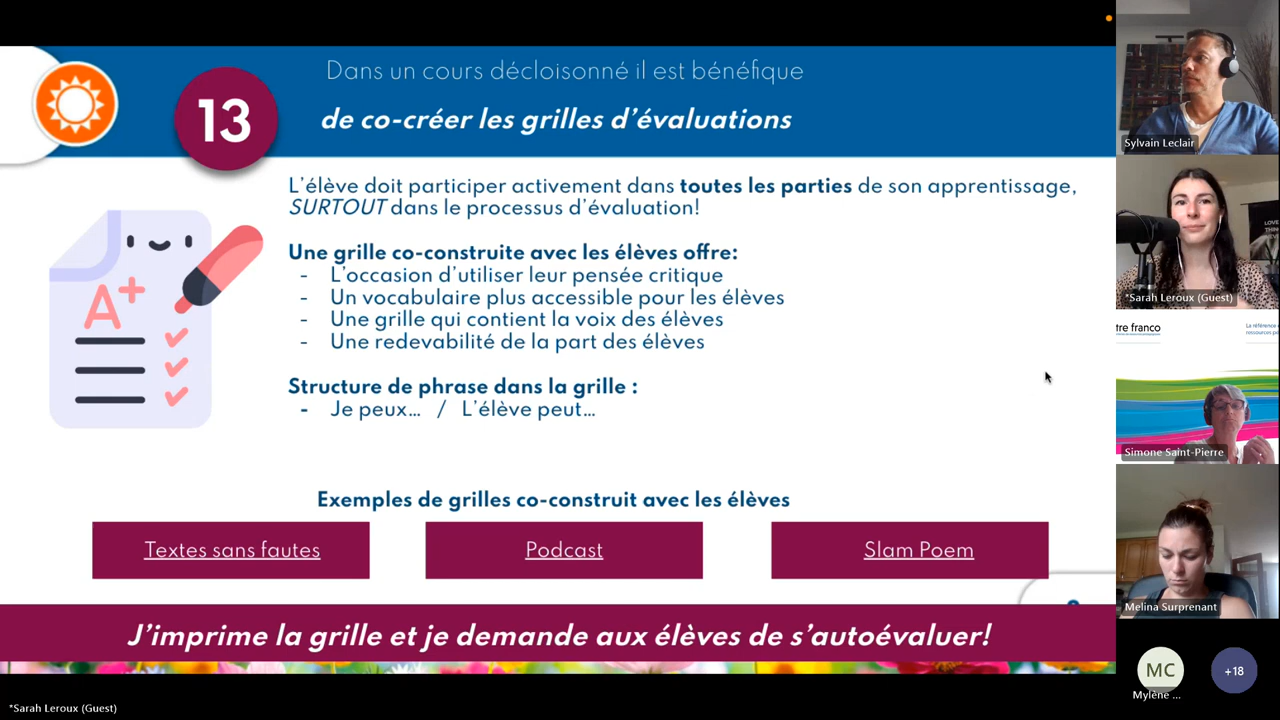 Dans un cours décloisonné il est bénéfique
13
de co-créer les grilles d'évaluations
L'élève doit participer activement dans toutes les parties de son apprentissage,
SURTOUT dans le processus d'évaluation!
Une grille co-construite avec les élèves offre:
- L'occasion d'utiliser leur pensée critique
- Un vocabulaire plus accessible pour les élèves
- Une grille qui contient la voix des élèves
- Une redevabilité de la part des élèves
Structure de phrase dans la grille :
- Je peux... / L'élève peut...
A+
Exemples de grilles co-construit avec les élèves
Textes sans fautes
Podcast
Slam Poem
J'imprime la grille et je demande aux élèves de s'autoévaluer!
Sylvain Leclair
*Sarah Leroux (Guest)
tre franco
La référence
Simone Saint-Pierre
Melina Surprenant
MC
+18
Mylène ...
*Sarah Leroux (Guest)